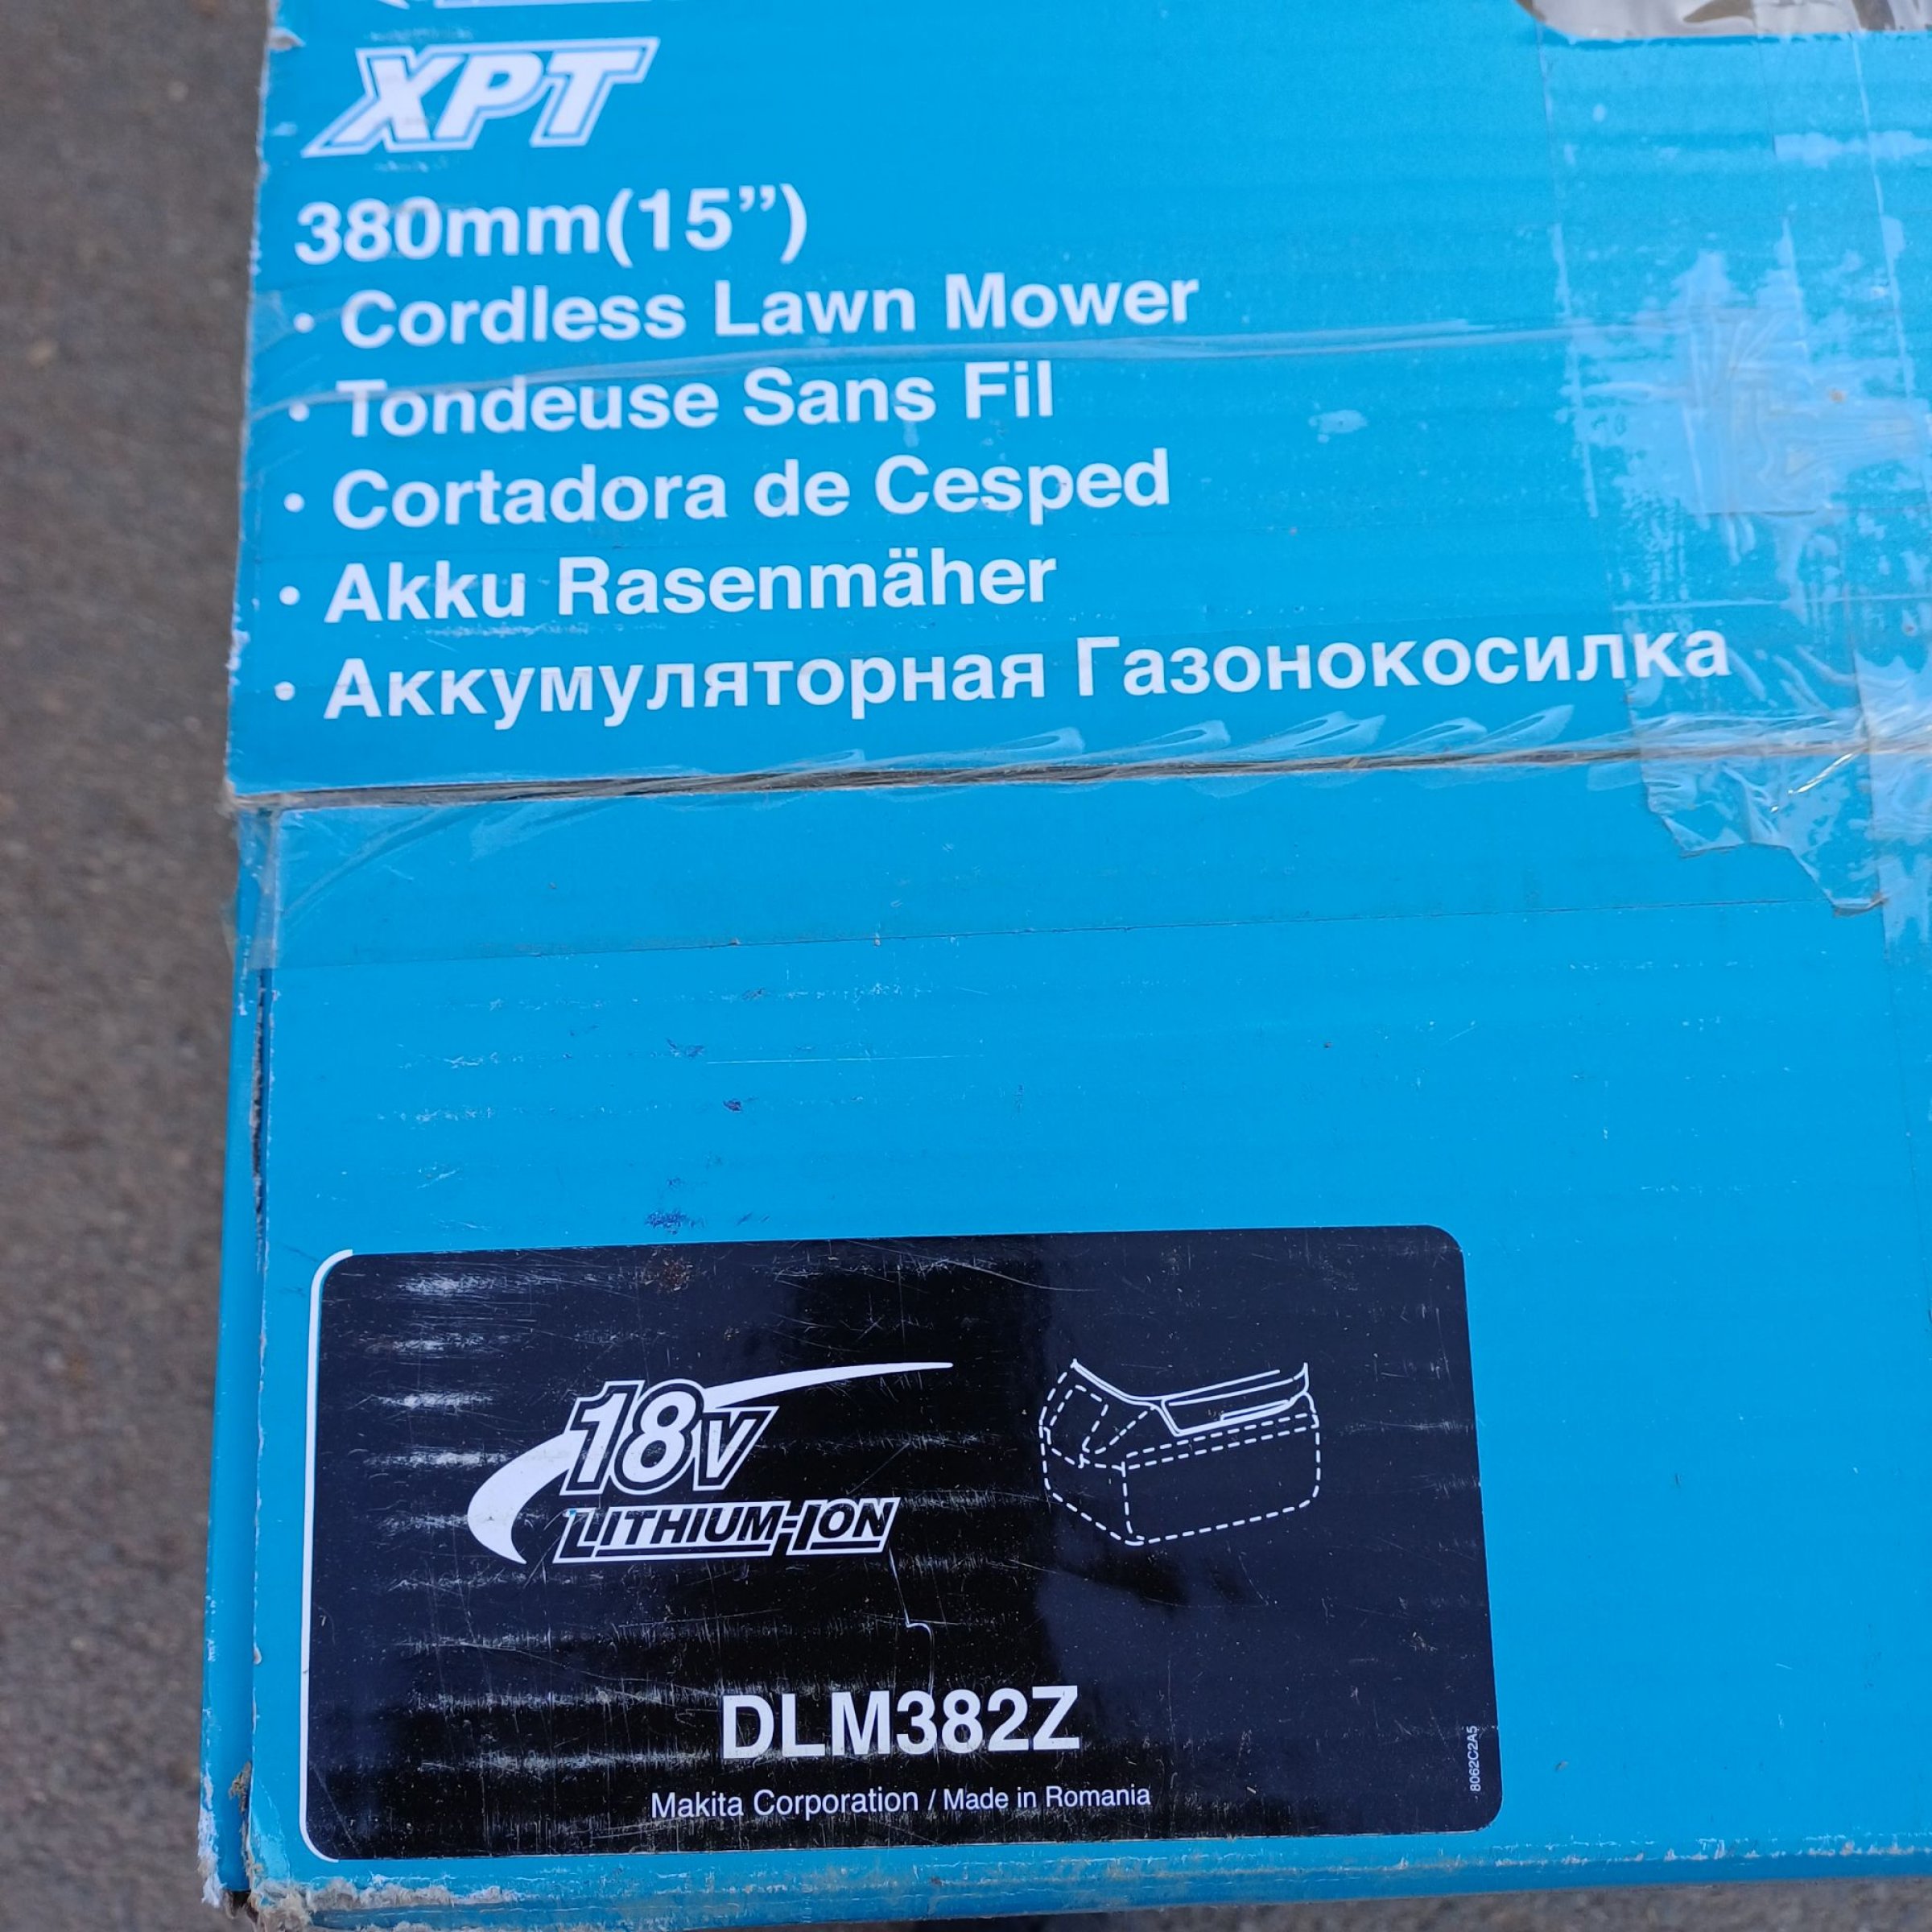 XPT
380mm(15”)
• Cordless Lawn Mower
• Tondeuse Sans Fil
• Cortadora de Cesped
• Akku Rasenmäher
• Аккумуляторная Газонокосилка
18V
LITHIUM-ION
DLM382Z
Makita Corporation / Made in Romania
8062C2A5